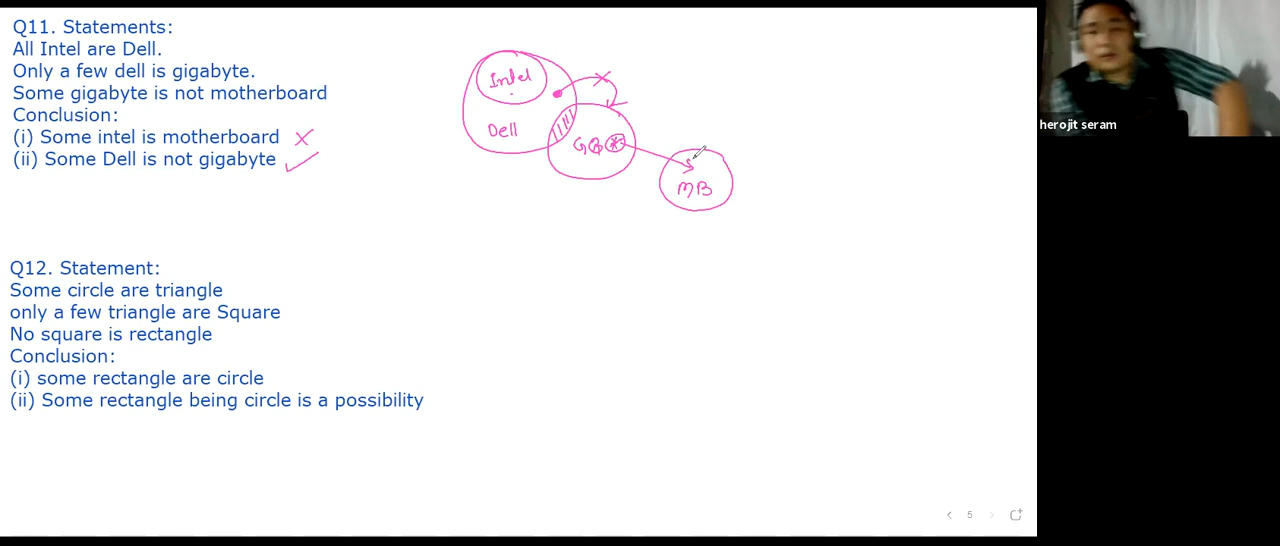 Q11. Statements:
All Intel are Dell.
Only a few dell is gigabyte.
Some gigabyte is not motherboard
Conclusion:
(i) Some intel is motherboard
(ii) Some Dell is not gigabyte
Intel
Dell
GB
MB
herojit seram
Q12. Statement:
Some circle are triangle
only a few triangle are Square
No square is rectangle
Conclusion:
(i) some rectangle are circle
(ii) Some rectangle being circle is a possibility
5